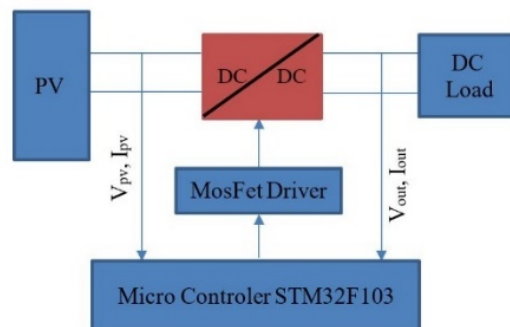 PV
DC
DC
DC
Load
Vpv, Ipv
MosFet Driver
Vout, Iout
Micro Controler STM32F103